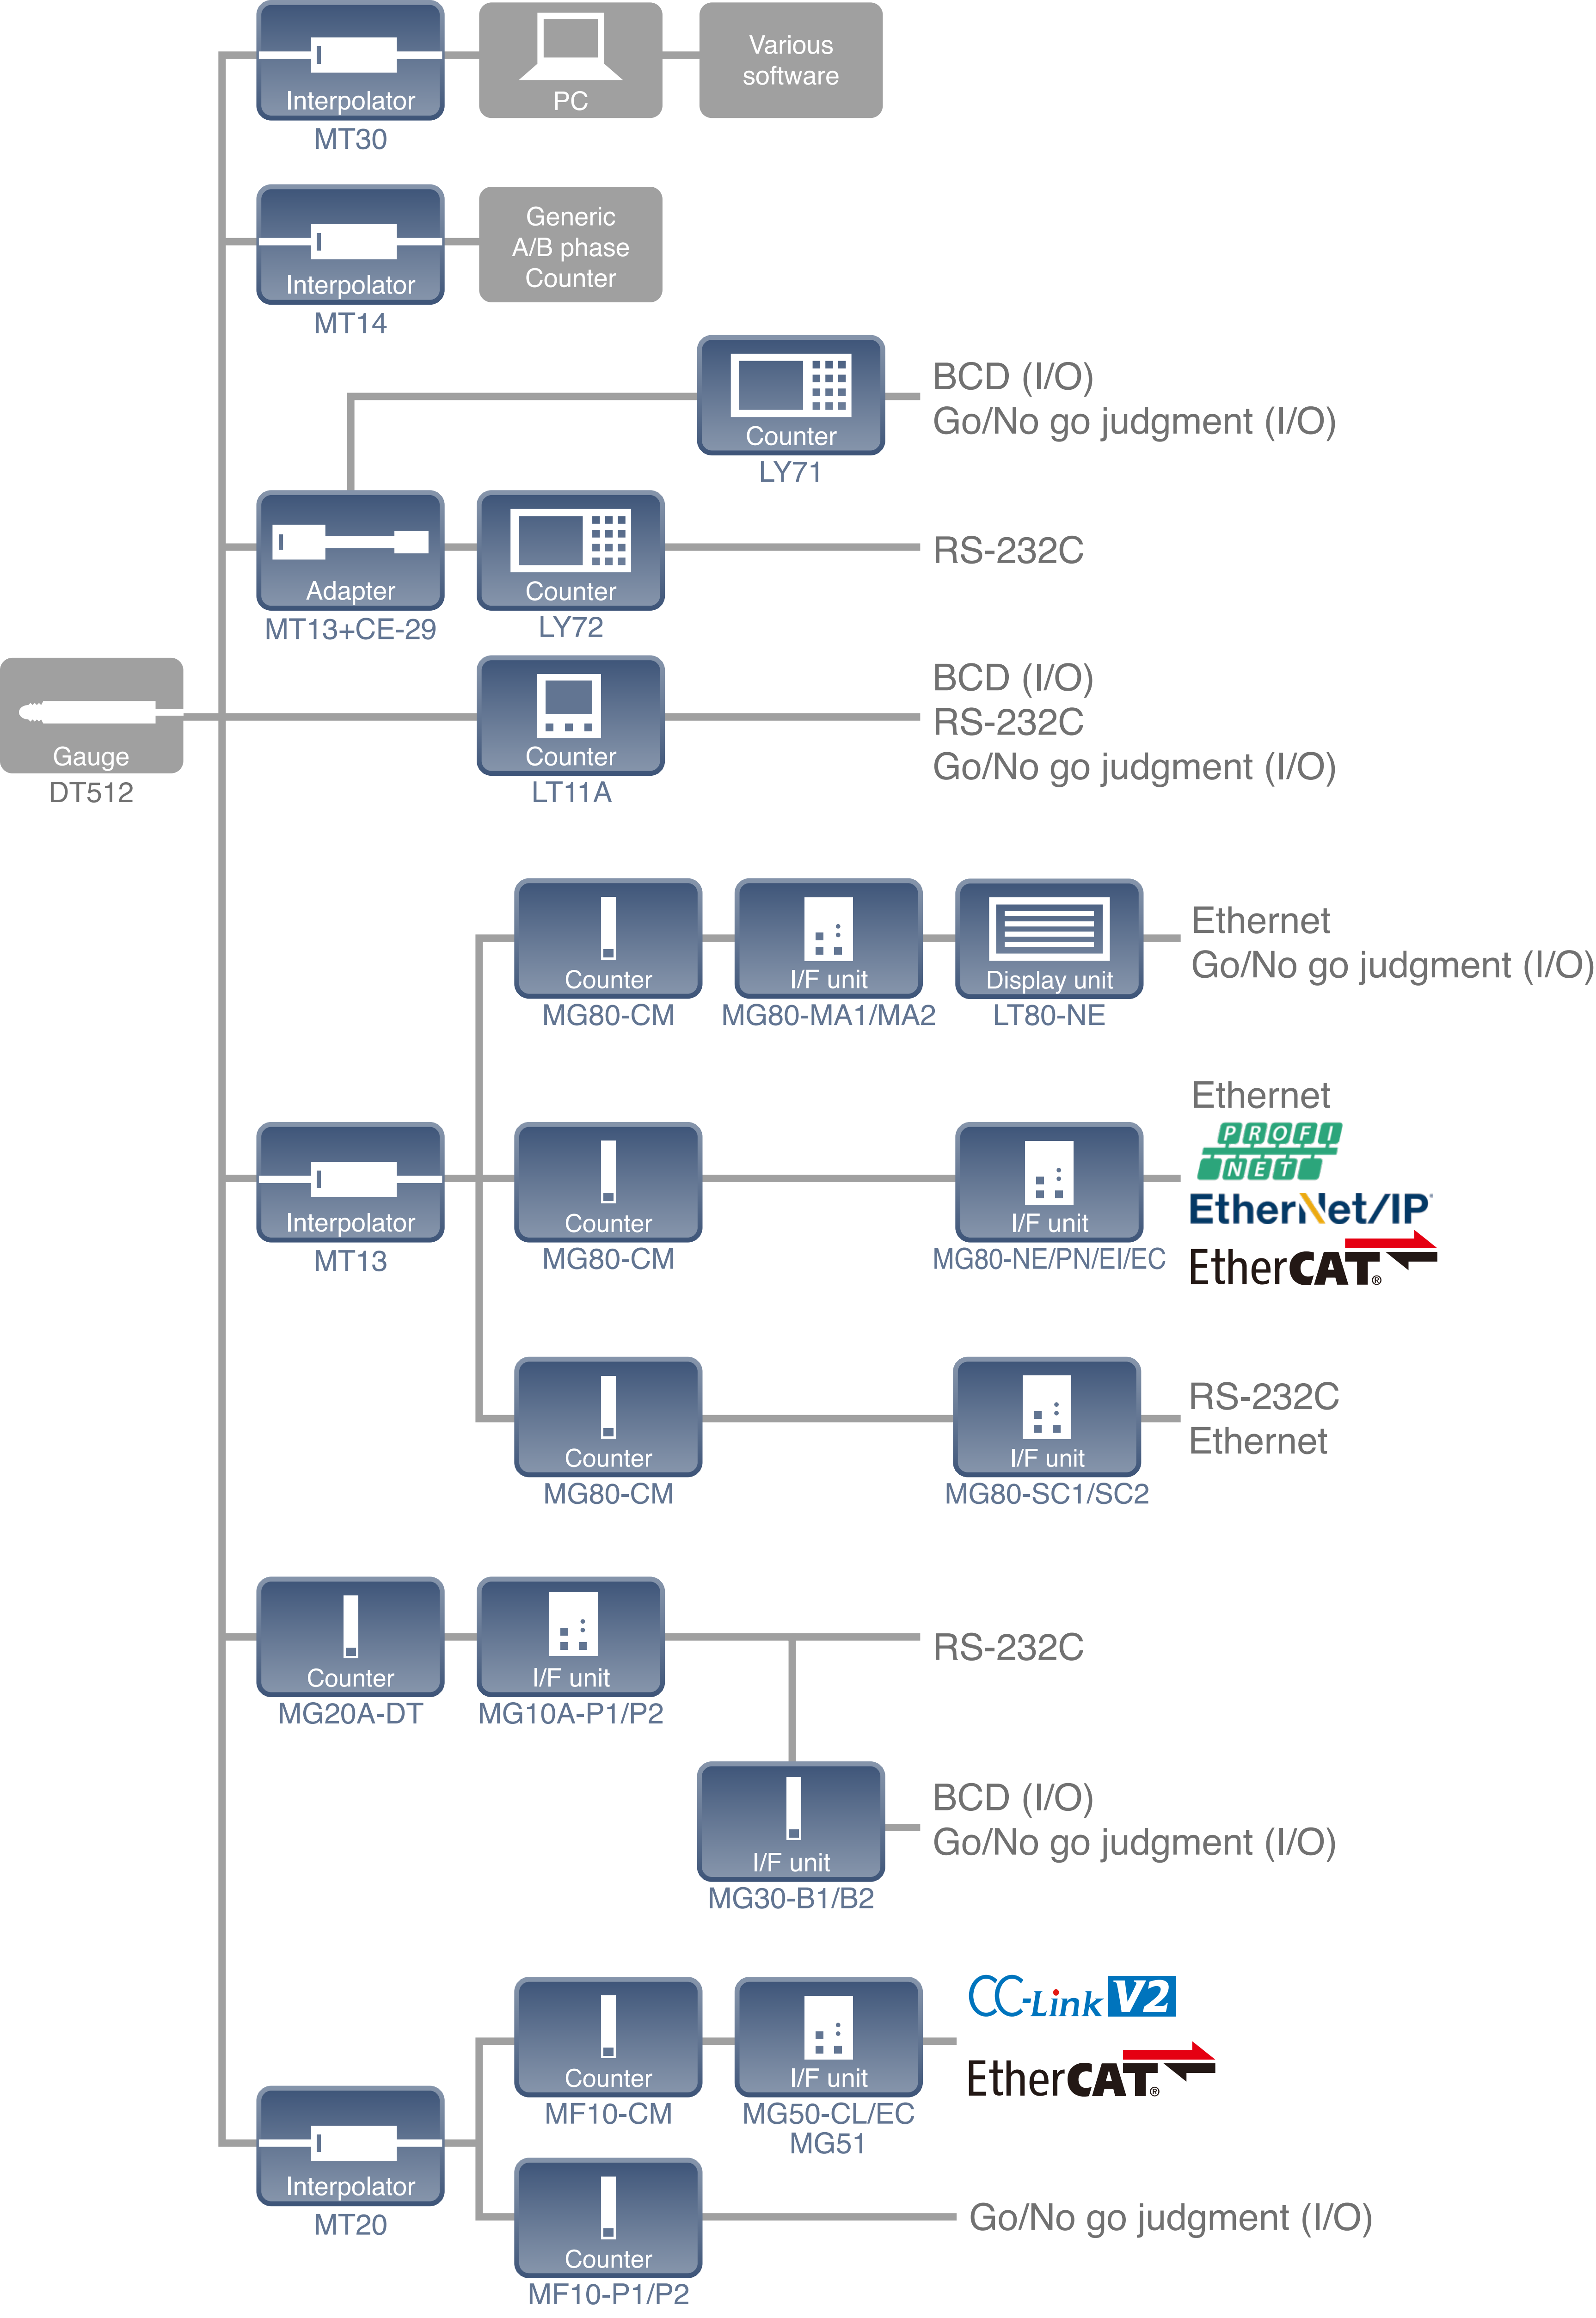 Interpolator
MT30
PC
Various
software
Interpolator
MT14
Generic
A/B phase
Counter
Counter
LY71
BCD (I/O)
Go/No go judgment (I/O)
Adapter
MT13+CE-29
Counter
LY72
RS-232C
Gauge
DT512
Counter
LT11A
BCD (I/O)
RS-232C
Go/No go judgment (I/O)
Counter
MG80-CM
I/F unit
MG80-MA1/MA2
Display unit
LT80-NE
Ethernet
Go/No go judgment (I/O)
Interpolator
MT13
Counter
MG80-CM
I/F unit
MG80-NE/PN/EI/EC
Ethernet
PROFI
NET
EtherNet/IP
EtherCAT®
Counter
MG80-CM
I/F unit
MG80-SC1/SC2
RS-232C
Ethernet
Counter
MG20A-DT
I/F unit
MG10A-P1/P2
RS-232C
I/F unit
MG30-B1/B2
BCD (I/O)
Go/No go judgment (I/O)
Interpolator
MT20
Counter
MF10-CM
I/F unit
MG50-CL/EC
MG51
CC-Link V2
EtherCAT®
Counter
MF10-P1/P2
Go/No go judgment (I/O)